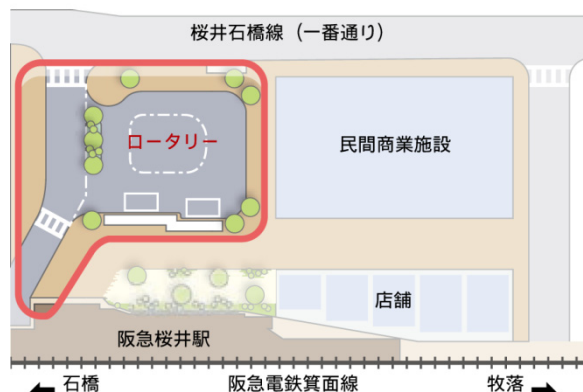 桜井石橋線（一番通り）
ロータリー
民間商業施設
店舗
阪急桜井駅
石橋
阪急電鉄箕面線
牧落